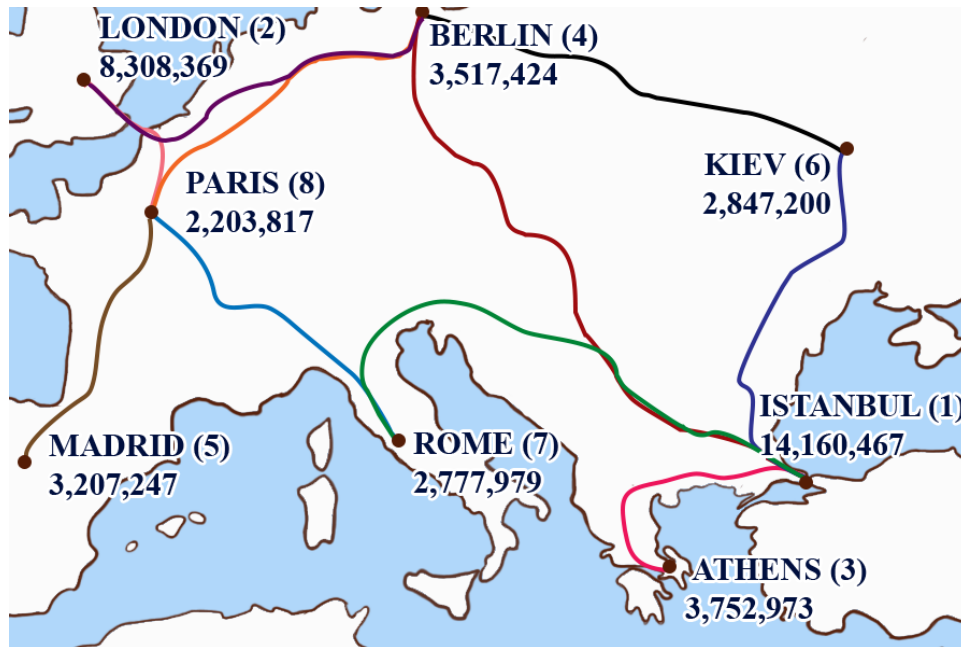 LONDON (2)
8,308,369
BERLIN (4)
3,517,424
PARIS (8)
2,203,817
KIEV (6)
2,847,200
ISTANBUL (1)
14,160,467
MADRID (5)
3,207,247
ROME (7)
2,777,979
ATHENS (3)
3,752,973